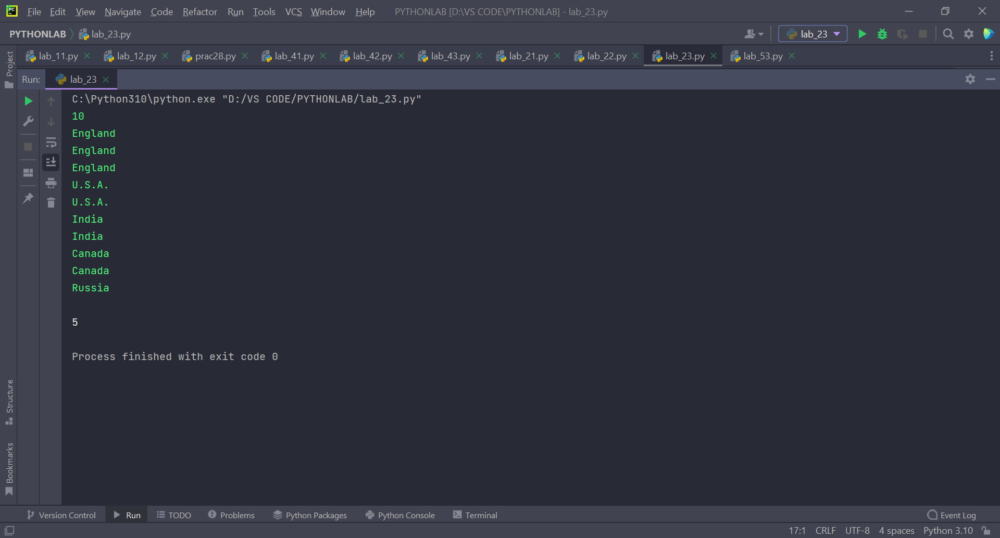 PC File Edit View Navigate Code Refactor Run Tools VCS Window Help PYTHONLAB [D:\VS CODE\PYTHONLAB] - lab_23.py
PYTHONLAB lab_23.py lab_23
Project lab_11.py lab_12.py prac28.py lab_41.py lab_42.py lab_43.py lab_21.py lab_22.py lab_23.py lab_53.py
Run: lab_23
C:\Python310\python.exe "D:/VS CODE/PYTHONLAB/lab_23.py"
10
England
England
England
U.S.A.
U.S.A.
India
India
Canada
Canada
Russia
5
Process finished with exit code 0
Structure
Bookmarks
Version Control Run TODO Problems Python Packages Python Console Terminal Event Log
17:1 CRLF UTF-8 4 spaces Python 3.10